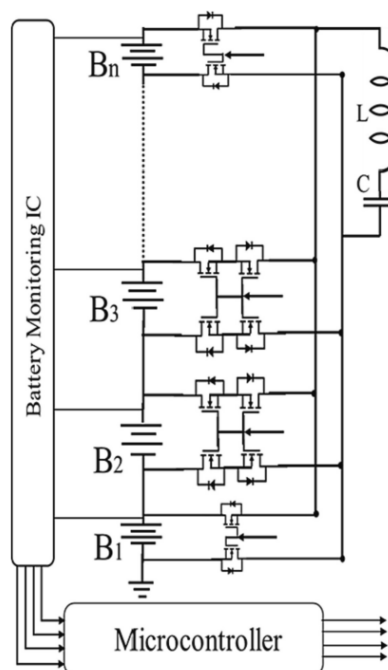 Battery Monitoring IC
Bn
L
C
B3
B2
B1
Microcontroller